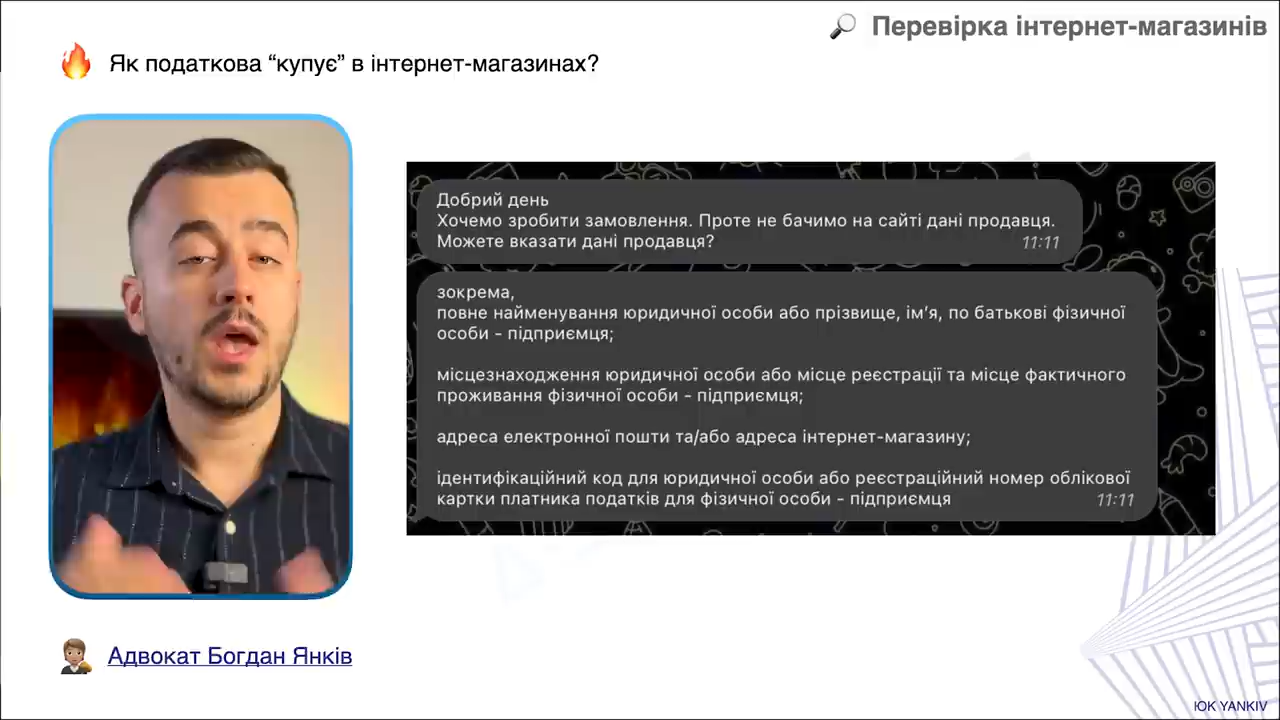 Перевірка інтернет-магазинів
Як податкова “купує” в інтернет-магазинах?
Добрий день
Хочемо зробити замовлення. Проте не бачимо на сайті дані продавця.
Можете вказати дані продавця?
11:11
зокрема,
повне найменування юридичної особи або прізвище, ім’я, по батькові фізичної
особи - підприємця;
місцезнаходження юридичної особи або місце реєстрації та місце фактичного
проживання фізичної особи - підприємця;
адреса електронної пошти та/або адреса інтернет-магазину;
ідентифікаційний код для юридичної особи або реєстраційний номер облікової
картки платника податків для фізичної особи - підприємця
11:11
Адвокат Богдан Янків
ЮК YANKIV